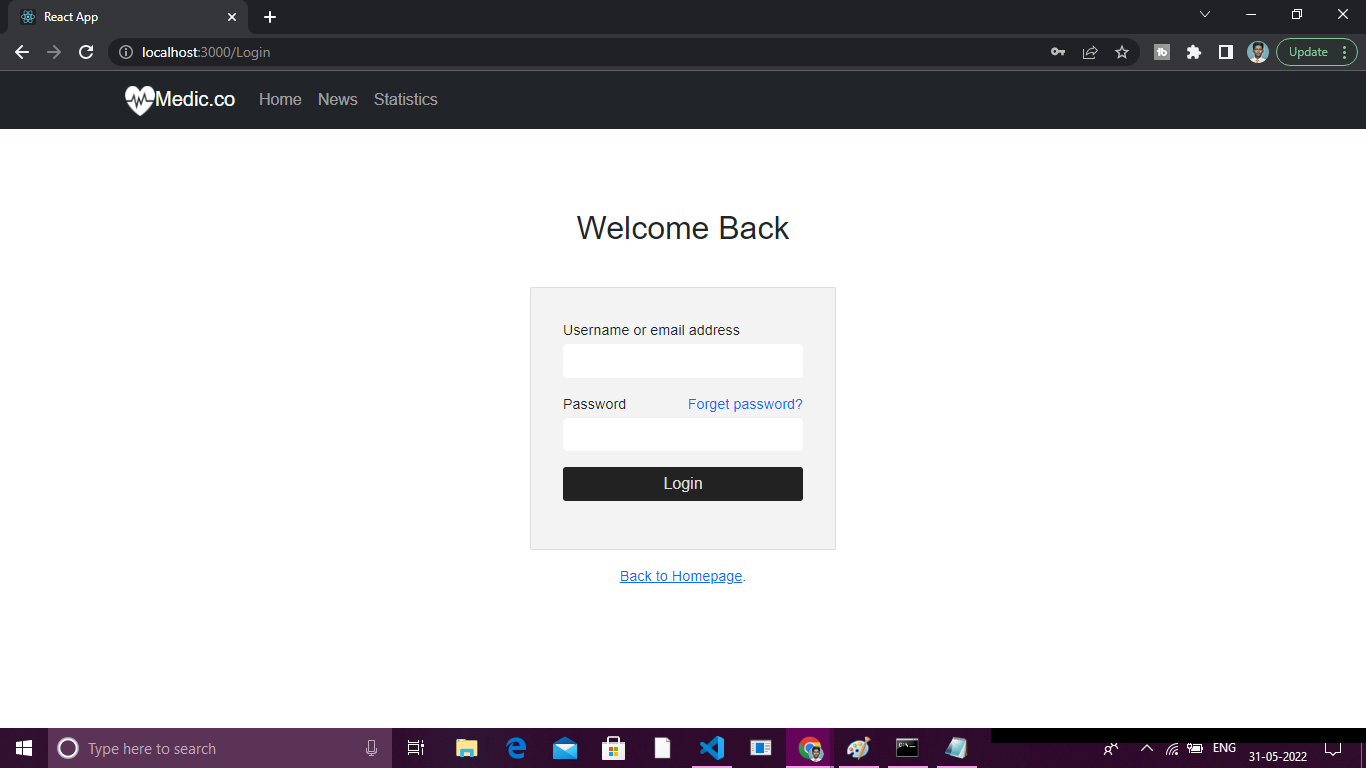 React App
localhost:3000/Login
Update
Medic.co Home News Statistics
Welcome Back
Username or email address
Password Forget password?
Login
Back to Homepage.
Type here to search
ENG
31-05-2022